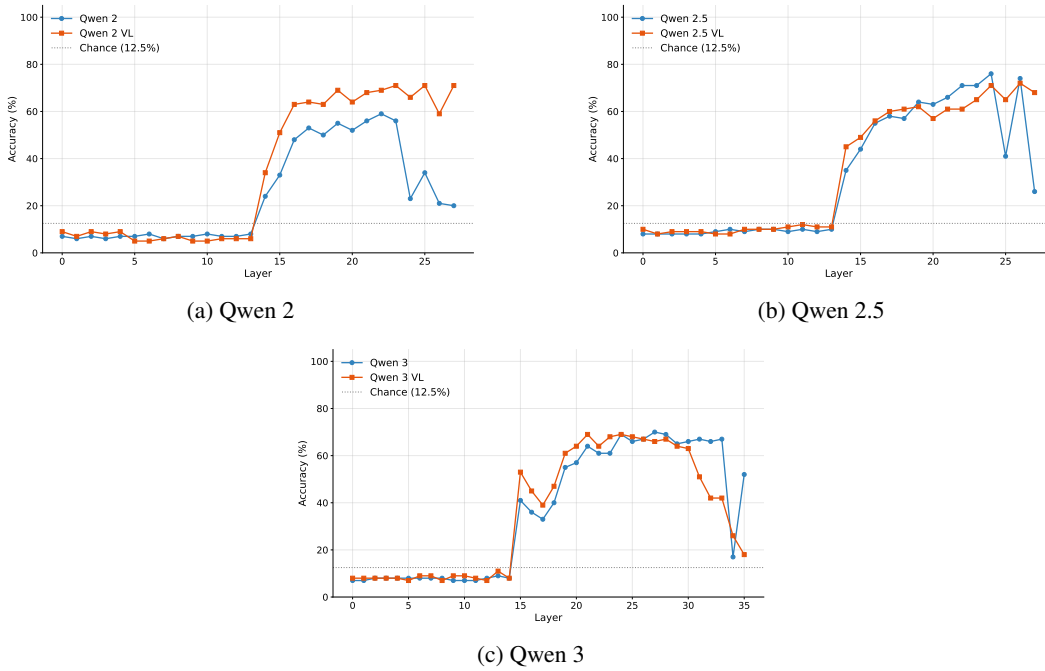 100
80
60
40
20
0
Accuracy (%)
Qwen 2
Qwen 2 VL
Chance (12.5%)
0 5 10 15 20 25
Layer
(a) Qwen 2
100
80
60
40
20
0
Accuracy (%)
Qwen 2.5
Qwen 2.5 VL
Chance (12.5%)
0 5 10 15 20 25
Layer
(b) Qwen 2.5
100
80
60
40
20
0
Accuracy (%)
Qwen 3
Qwen 3 VL
Chance (12.5%)
0 5 10 15 20 25 30 35
Layer
(c) Qwen 3